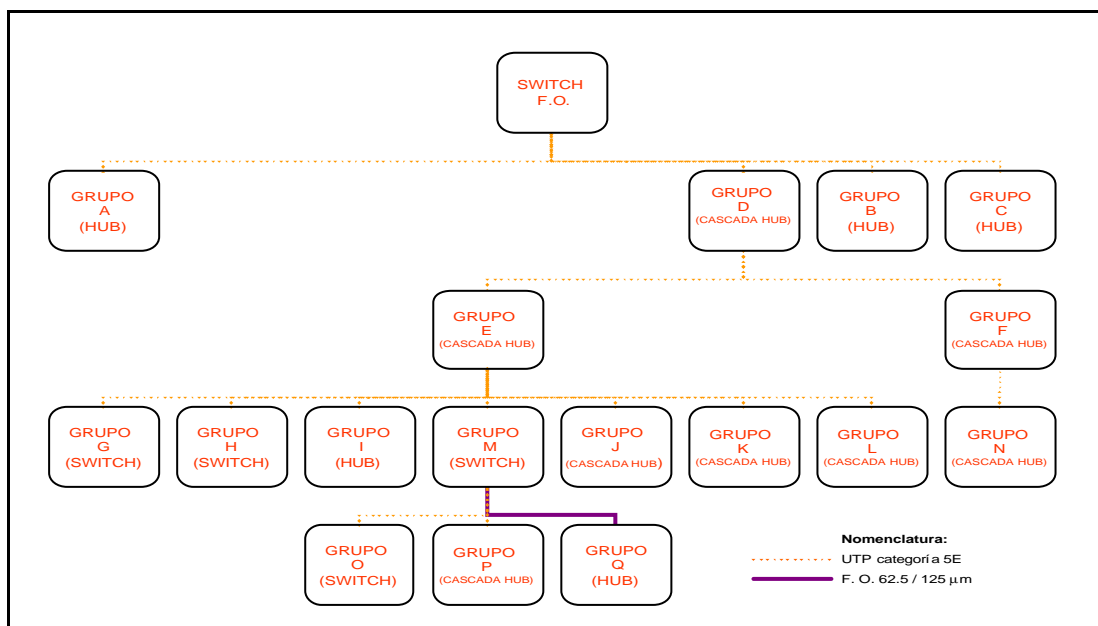 SWITCH
F.O.
GRUPO
A
(HUB)
GRUPO
D
(CASCADA HUB)
GRUPO
B
(HUB)
GRUPO
C
(HUB)
GRUPO
E
(CASCADA HUB)
GRUPO
F
(CASCADA HUB)
GRUPO
G
(SWITCH)
GRUPO
H
(SWITCH)
GRUPO
I
(HUB)
GRUPO
M
(SWITCH)
GRUPO
J
(CASCADA HUB)
GRUPO
K
(CASCADA HUB)
GRUPO
L
(CASCADA HUB)
GRUPO
N
(CASCADA HUB)
GRUPO
O
(SWITCH)
GRUPO
P
(CASCADA HUB)
GRUPO
Q
(HUB)
Nomenclatura:
UTP categoría 5E
F. O. 62.5 / 125 μm